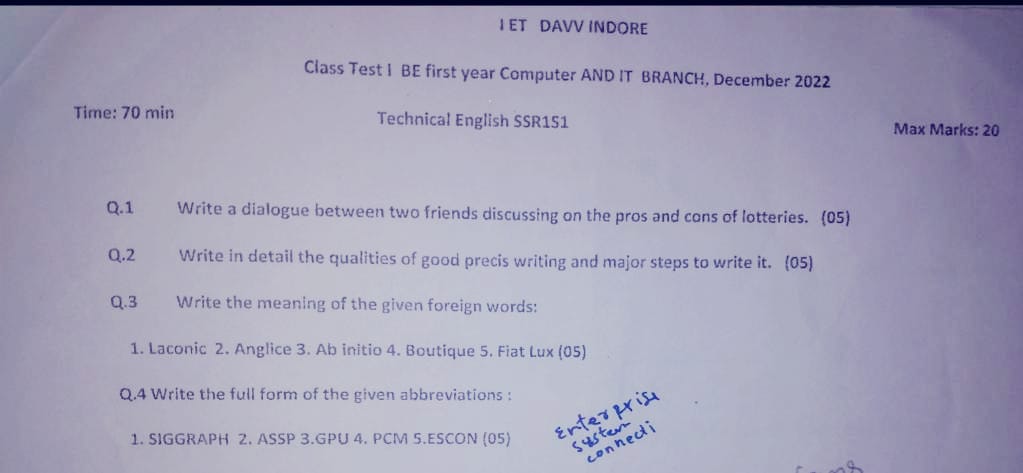 IET DAVV INDORE
Class Test I BE first year Computer AND IT BRANCH, December 2022
Time: 70 min
Technical English SSR1S1
Max Marks: 20
Q.1 Write a dialogue between two friends discussing on the pros and cons of lotteries. (05)
Q.2 Write in detail the qualities of good precis writing and major steps to write it. (05)
Q.3 Write the meaning of the given foreign words:
1. Laconic 2. Anglice 3. Ab initio 4. Boutique 5. Fiat Lux (05)
Q.4 Write the full form of the given abbreviations :
1. SIGGRAPH 2. ASSP 3.GPU 4. PCM 5.ESCON (05)
Enterprise
system
connecti